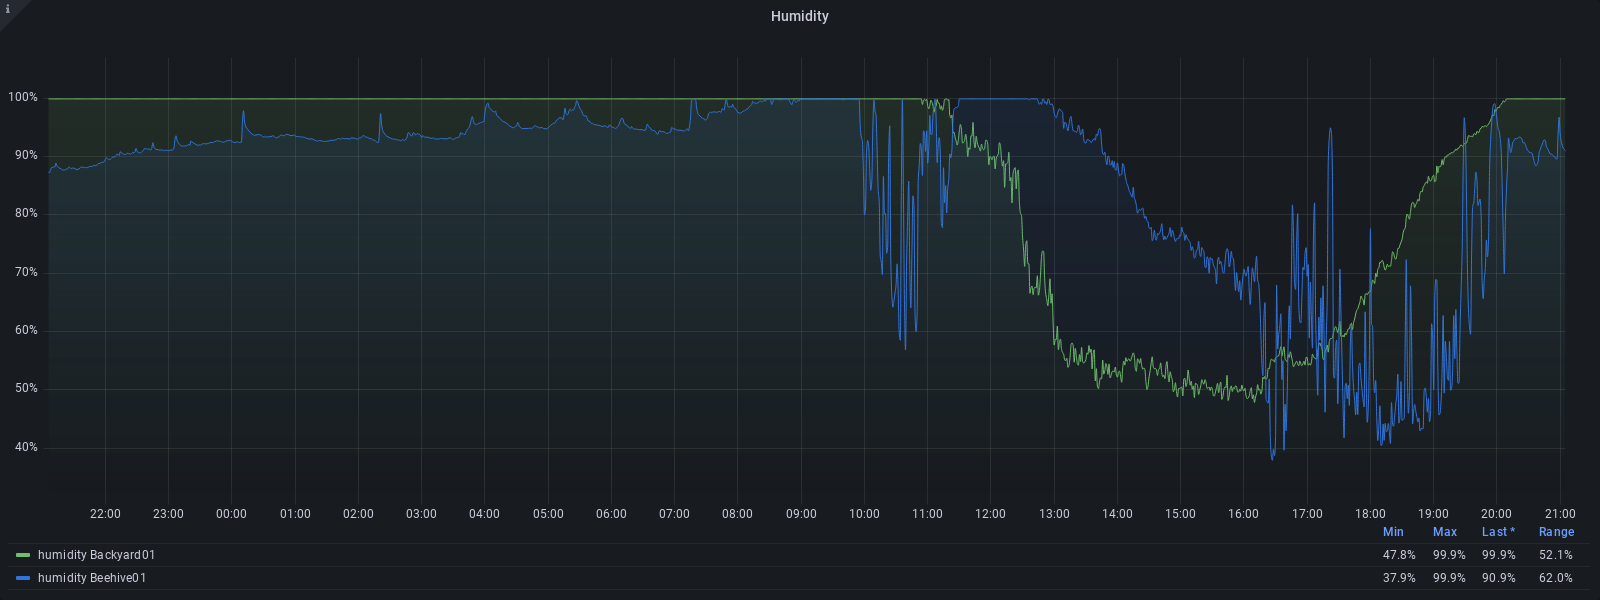 i
Humidity
100%
90%
80%
70%
60%
50%
40%
22:00 23:00 00:00 01:00 02:00 03:00 04:00 05:00 06:00 07:00 08:00 09:00 10:00 11:00 12:00 13:00 14:00 15:00 16:00 17:00 18:00 19:00 20:00 21:00
Min Max Last * Range
humidity Backyard01 47.8% 99.9% 99.9% 52.1%
humidity Beehive01 37.9% 99.9% 90.9% 62.0%